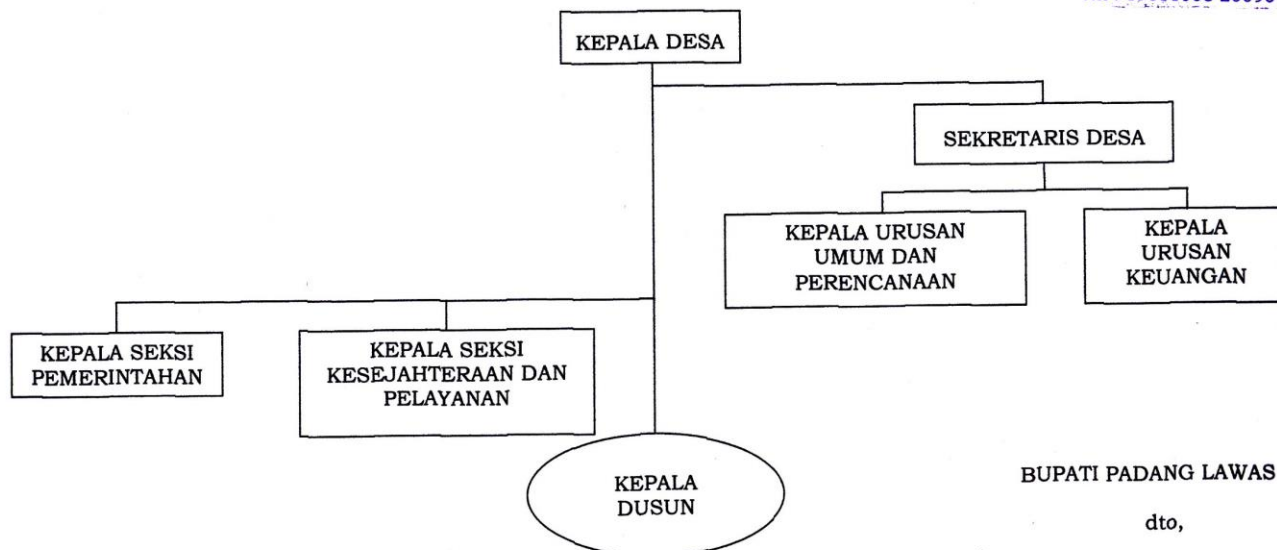 KEPALA DESA
SEKRETARIS DESA
KEPALA URUSAN
UMUM DAN
PERENCANAAN
KEPALA
URUSAN
KEUANGAN
KEPALA SEKSI
PEMERINTAHAN
KEPALA SEKSI
KESEJAHTERAAN DAN
PELAYANAN
KEPALA
DUSUN
BUPATI PADANG LAWAS
dto,